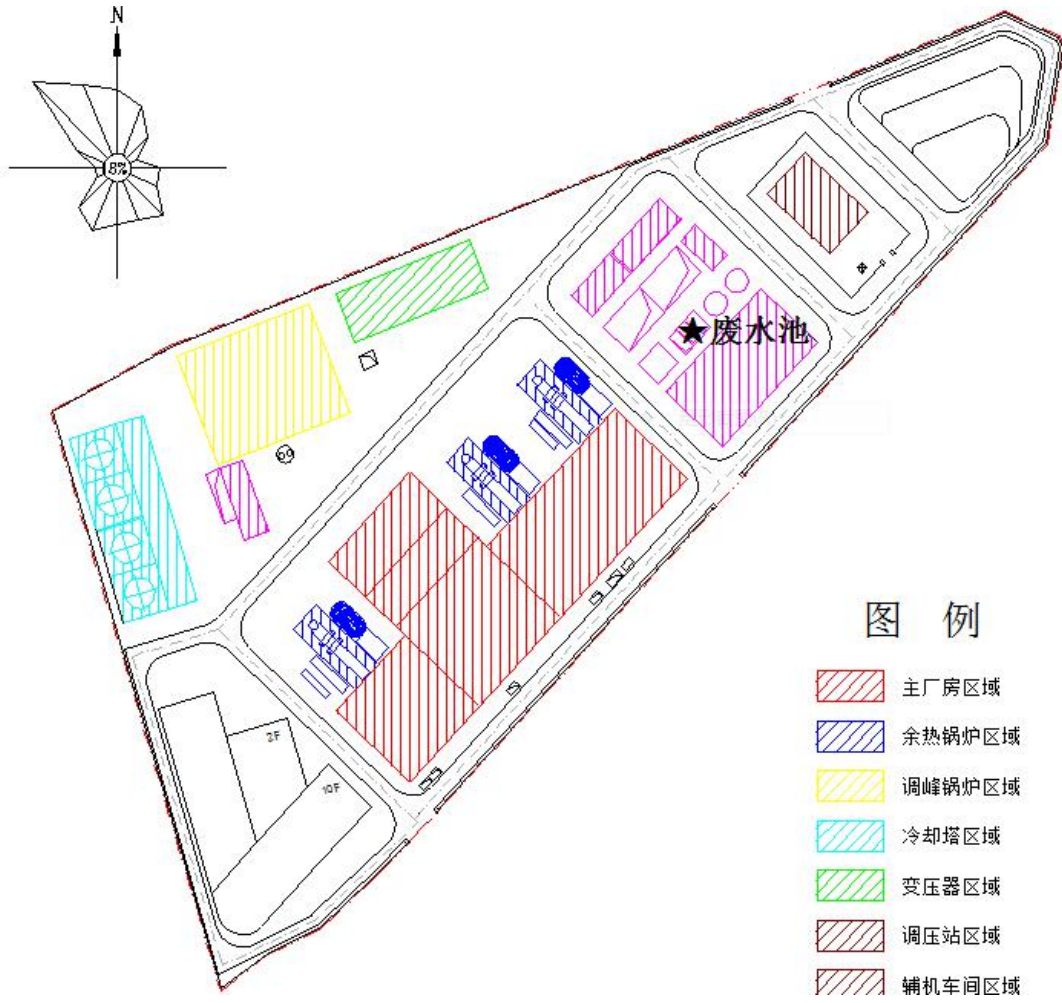 N
8%
★废水池
69
2F
10F
图 例
主厂房区域
余热锅炉区域
调峰锅炉区域
冷却塔区域
变压器区域
调压站区域
辅机车间区域